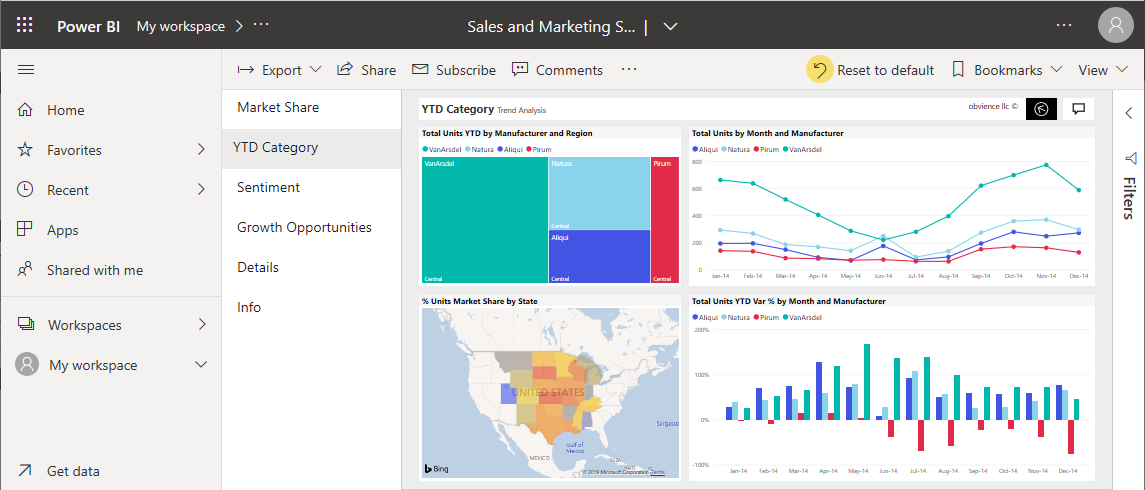 Power BI My workspace > ... Sales and Marketing S... | ...
Export Share Subscribe Comments ... Reset to default Bookmarks View
Home
Favorites
Recent
Apps
Shared with me
Workspaces
My workspace
Get data
Market Share
YTD Category
Sentiment
Growth Opportunities
Details
Info
YTD Category Trend Analysis
obvience llc ©
Total Units YTD by Manufacturer and Region
VanArsdel Natura Aliqui Pirum
VanArsdel Natura Pirum
Central
Aliqui
Central Central Central
Total Units by Month and Manufacturer
Aliqui Natura Pirum VanArsdel
800
600
400
200
0
Jan-14 Feb-14 Mar-14 Apr-14 May-14 Jun-14 Jul-14 Aug-14 Sep-14 Oct-14 Nov-14 Dec-14
% Units Market Share by State
UNITED STATES
Sargasso
Gulf of
Mexico
MEXICO
CUBA
HAITI
Bing
© 2019 Microsoft Corporation Terms
Total Units YTD Var % by Month and Manufacturer
Aliqui Natura Pirum VanArsdel
200%
100%
0%
-100%
Jan-14 Feb-14 Mar-14 Apr-14 May-14 Jun-14 Jul-14 Aug-14 Sep-14 Oct-14 Nov-14 Dec-14
Filters